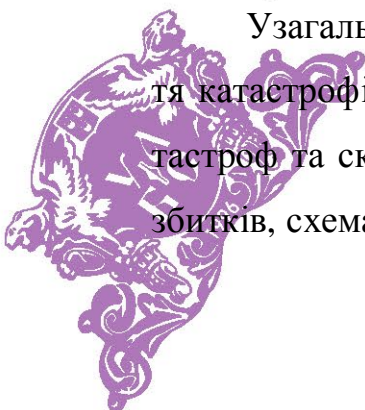 Узагаль
тя катастрофі
тастроф та ск
збитків, схема